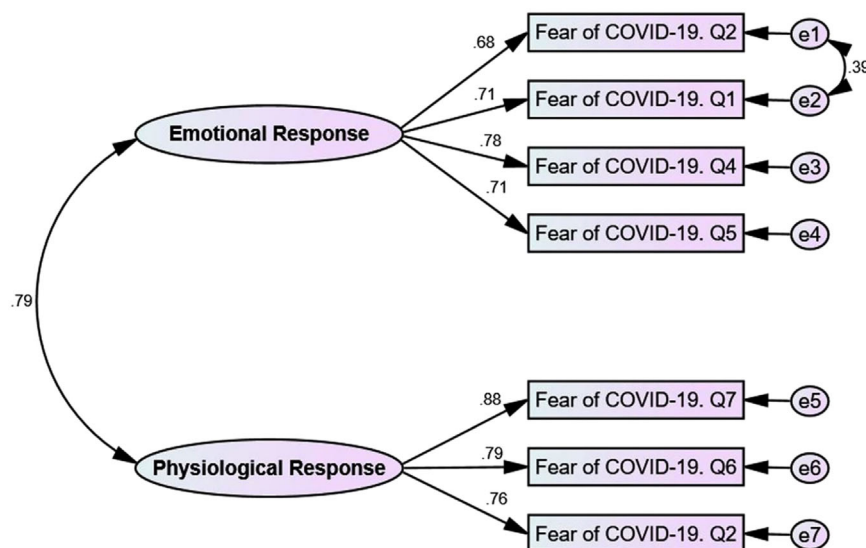 Fear of COVID-19. Q2
e1
.68
.39
Fear of COVID-19. Q1
e2
.71
Emotional Response
.78
Fear of COVID-19. Q4
e3
.71
Fear of COVID-19. Q5
e4
.79
Fear of COVID-19. Q7
e5
.88
Physiological Response
.79
Fear of COVID-19. Q6
e6
.76
Fear of COVID-19. Q2
e7